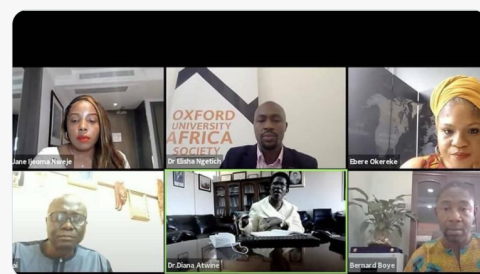 OXFORD
UNIVERSITY
AFRICA
SOCIETY
Jane Ijeoma Nweje
Dr Elisha Ngetich
Ebere Okereke
Dr.Diana Atwine
Bernard Boye